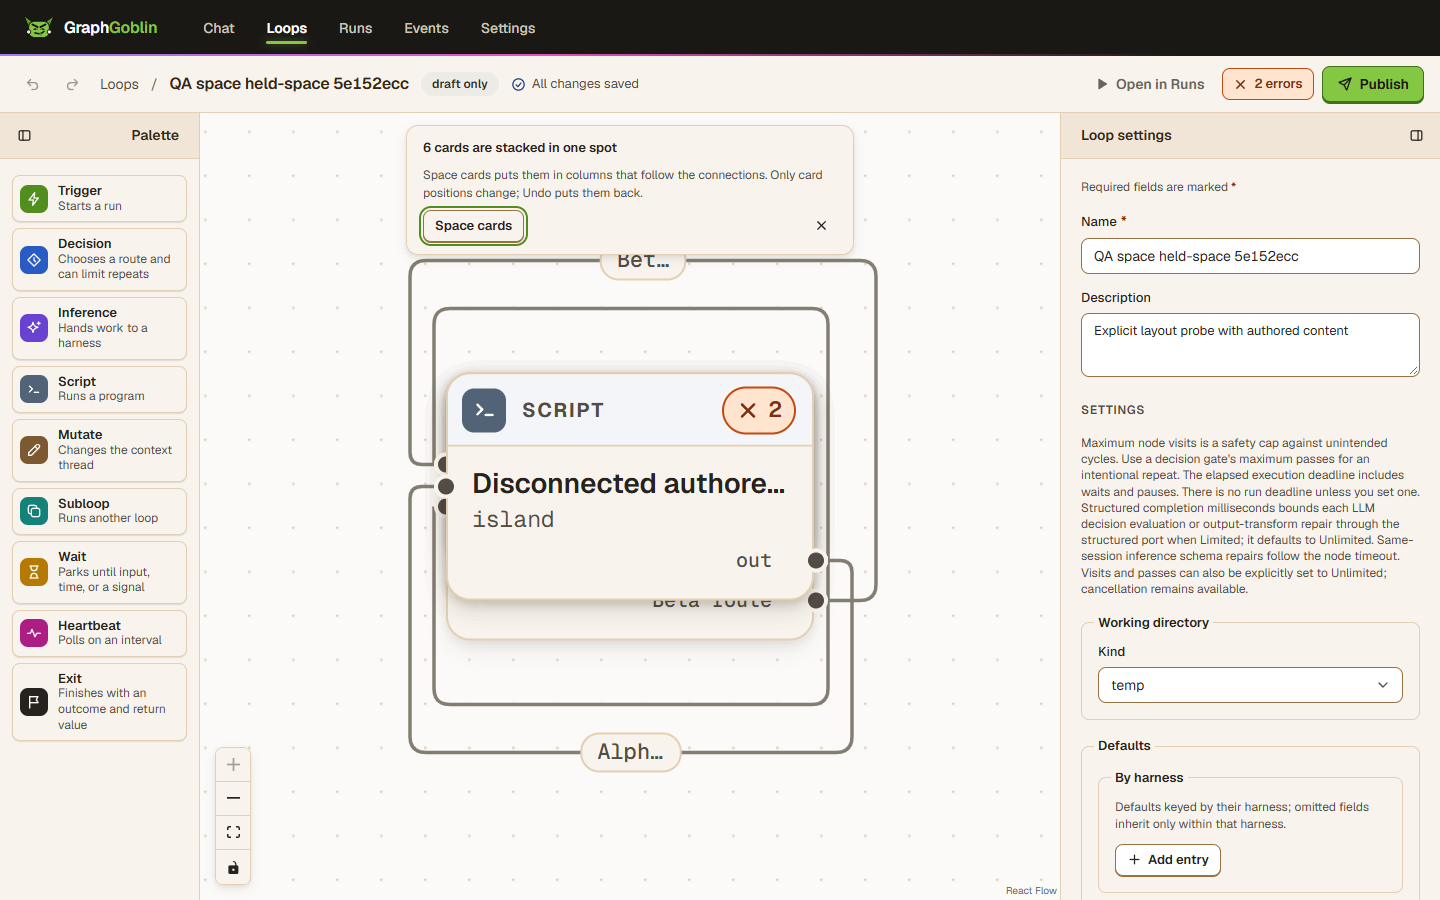 GraphGoblin
Chat
Loops
Runs
Events
Settings
Loops / QA space held-space 5e152ecc
draft only
All changes saved
Open in Runs
2 errors
Publish
Palette
Trigger
Starts a run
Decision
Chooses a route and
can limit repeats
Inference
Hands work to a
harness
Script
Runs a program
Mutate
Changes the context
thread
Subloop
Runs another loop
Wait
Parks until input,
time, or a signal
Heartbeat
Polls on an interval
Exit
Finishes with an
outcome and return
value
6 cards are stacked in one spot
Space cards puts them in columns that follow the connections. Only card
positions change; Undo puts them back.
Space cards
Bet…
SCRIPT
2
Disconnected authore…
island
out
Beta route
Alph…
React Flow
Loop settings
Required fields are marked *
Name *
QA space held-space 5e152ecc
Description
Explicit layout probe with authored content
SETTINGS
Maximum node visits is a safety cap against unintended
cycles. Use a decision gate's maximum passes for an
intentional repeat. The elapsed execution deadline includes
waits and pauses. There is no run deadline unless you set one.
Structured completion milliseconds bounds each LLM
decision evaluation or output-transform repair through the
structured port when Limited; it defaults to Unlimited. Same-
session inference schema repairs follow the node timeout.
Visits and passes can also be explicitly set to Unlimited;
cancellation remains available.
Working directory
Kind
temp
Defaults
By harness
Defaults keyed by their harness; omitted fields
inherit only within that harness.
Add entry